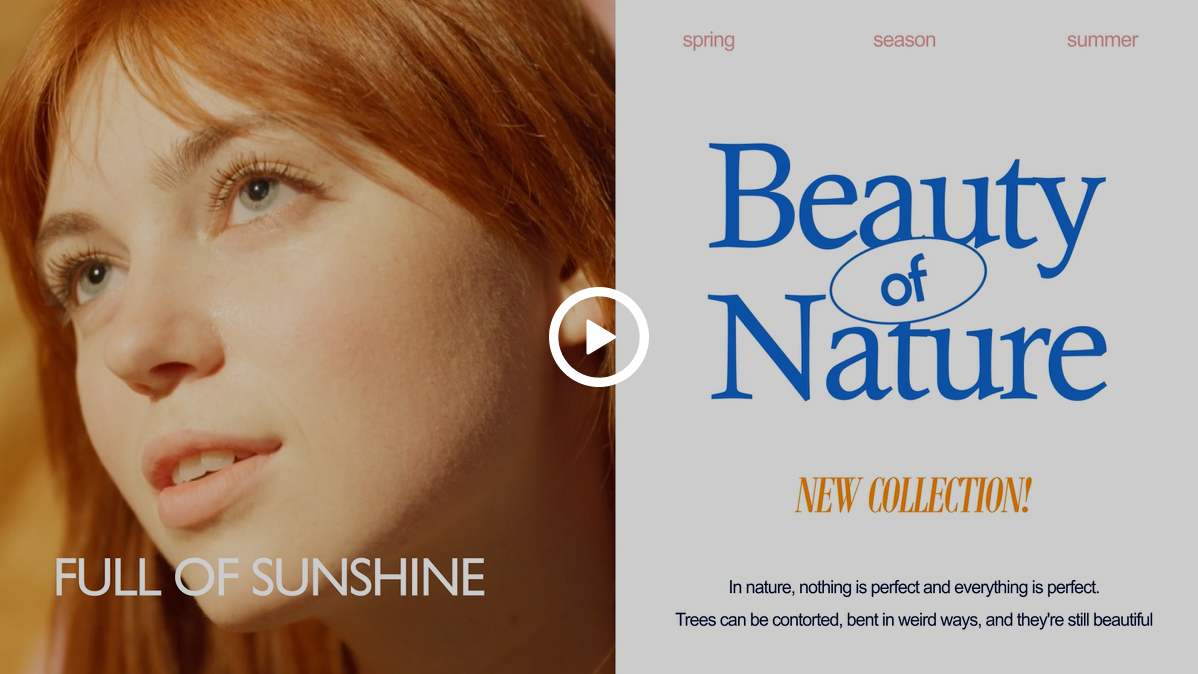 spring season summer
Beauty
of
Nature
NEW COLLECTION!
FULL OF SUNSHINE
In nature, nothing is perfect and everything is perfect.
Trees can be contorted, bent in weird ways, and they're still beautiful